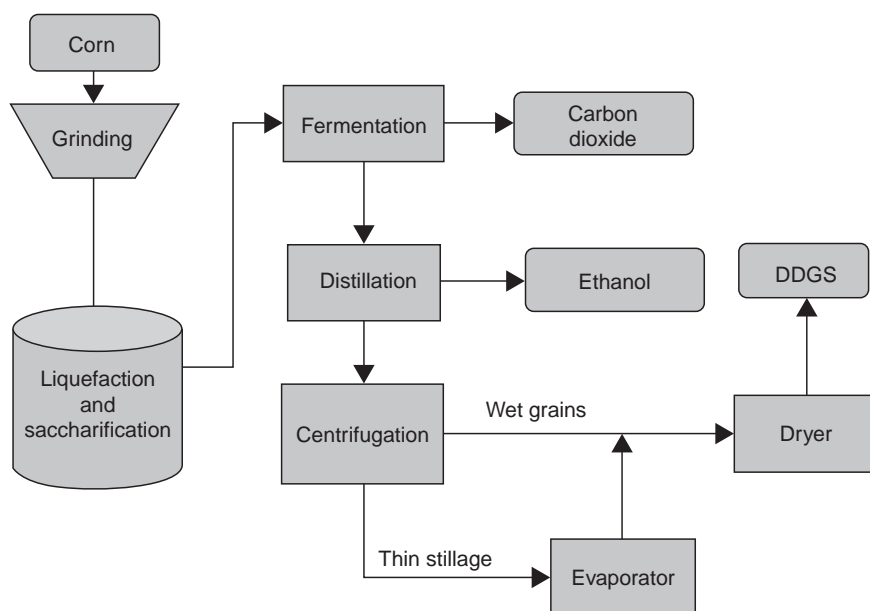 Corn
Grinding
Liquefaction
and
saccharification
Fermentation
Carbon
dioxide
Distillation
Ethanol
DDGS
Centrifugation
Wet grains
Dryer
Thin stillage
Evaporator